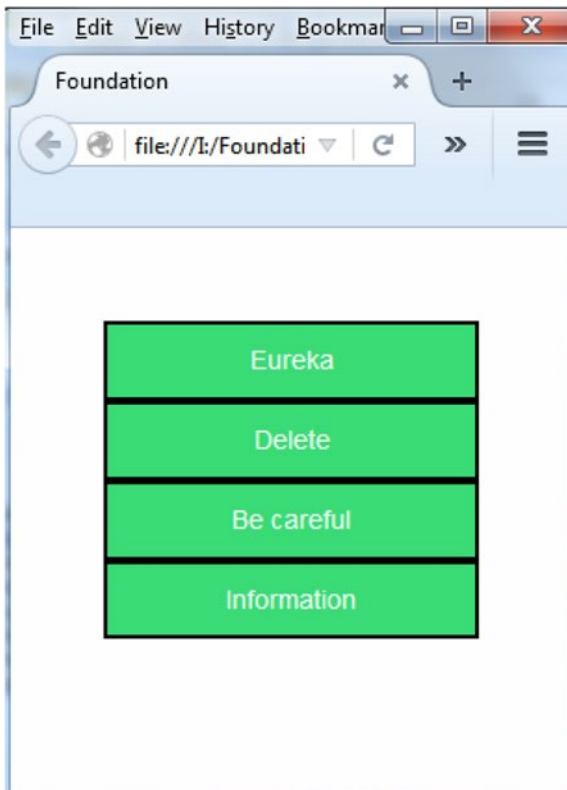 File Edit View History Bookmar
Foundation
file:///I:/Foundati
Eureka
Delete
Be careful
Information